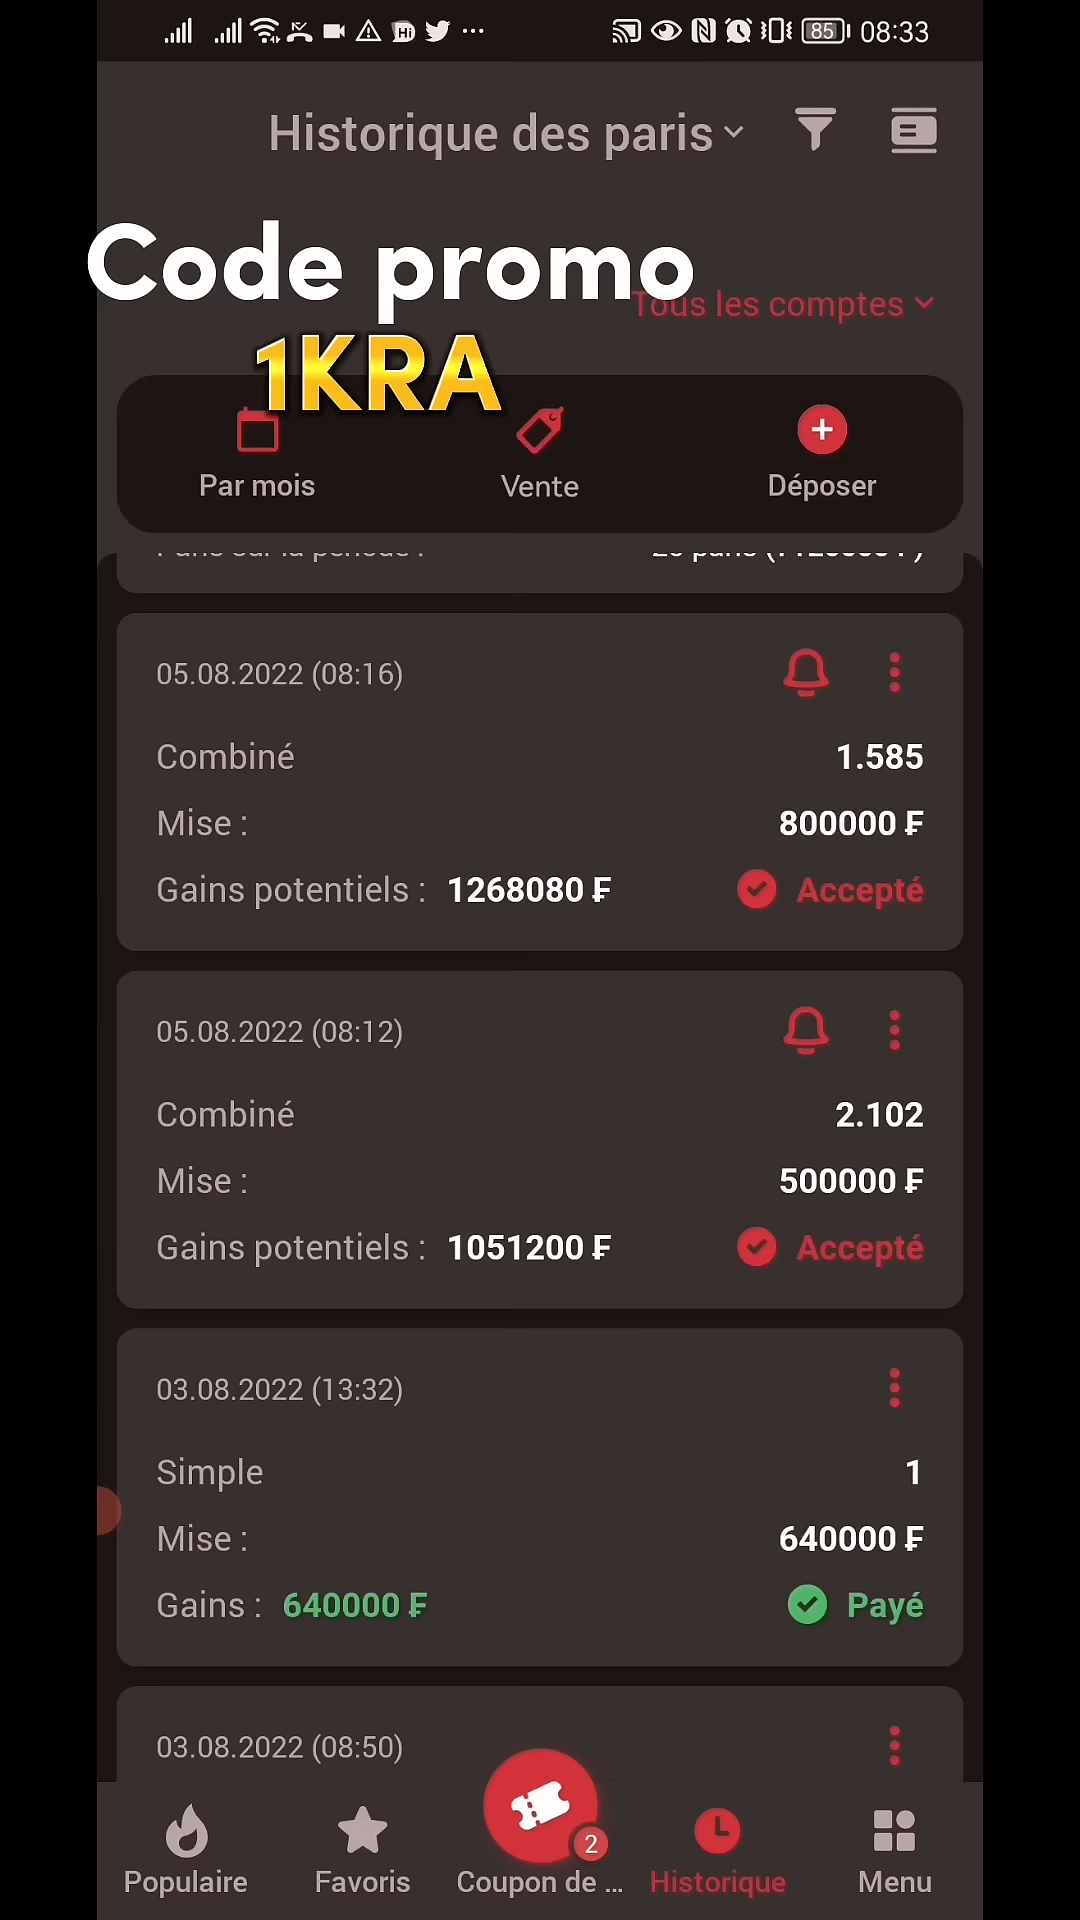 Hi
85
08:33
Historique des paris
Code promo
Tous les comptes
1KRA
Par mois
Vente
Déposer
05.08.2022 (08:16)
Combiné 1.585
Mise : 800000 ₣
Gains potentiels : 1268080 ₣ Accepté
05.08.2022 (08:12)
Combiné 2.102
Mise : 500000 ₣
Gains potentiels : 1051200 ₣ Accepté
03.08.2022 (13:32)
Simple 1
Mise : 640000 ₣
Gains : 640000 ₣ Payé
03.08.2022 (08:50)
2
Populaire Favoris Coupon de ... Historique Menu